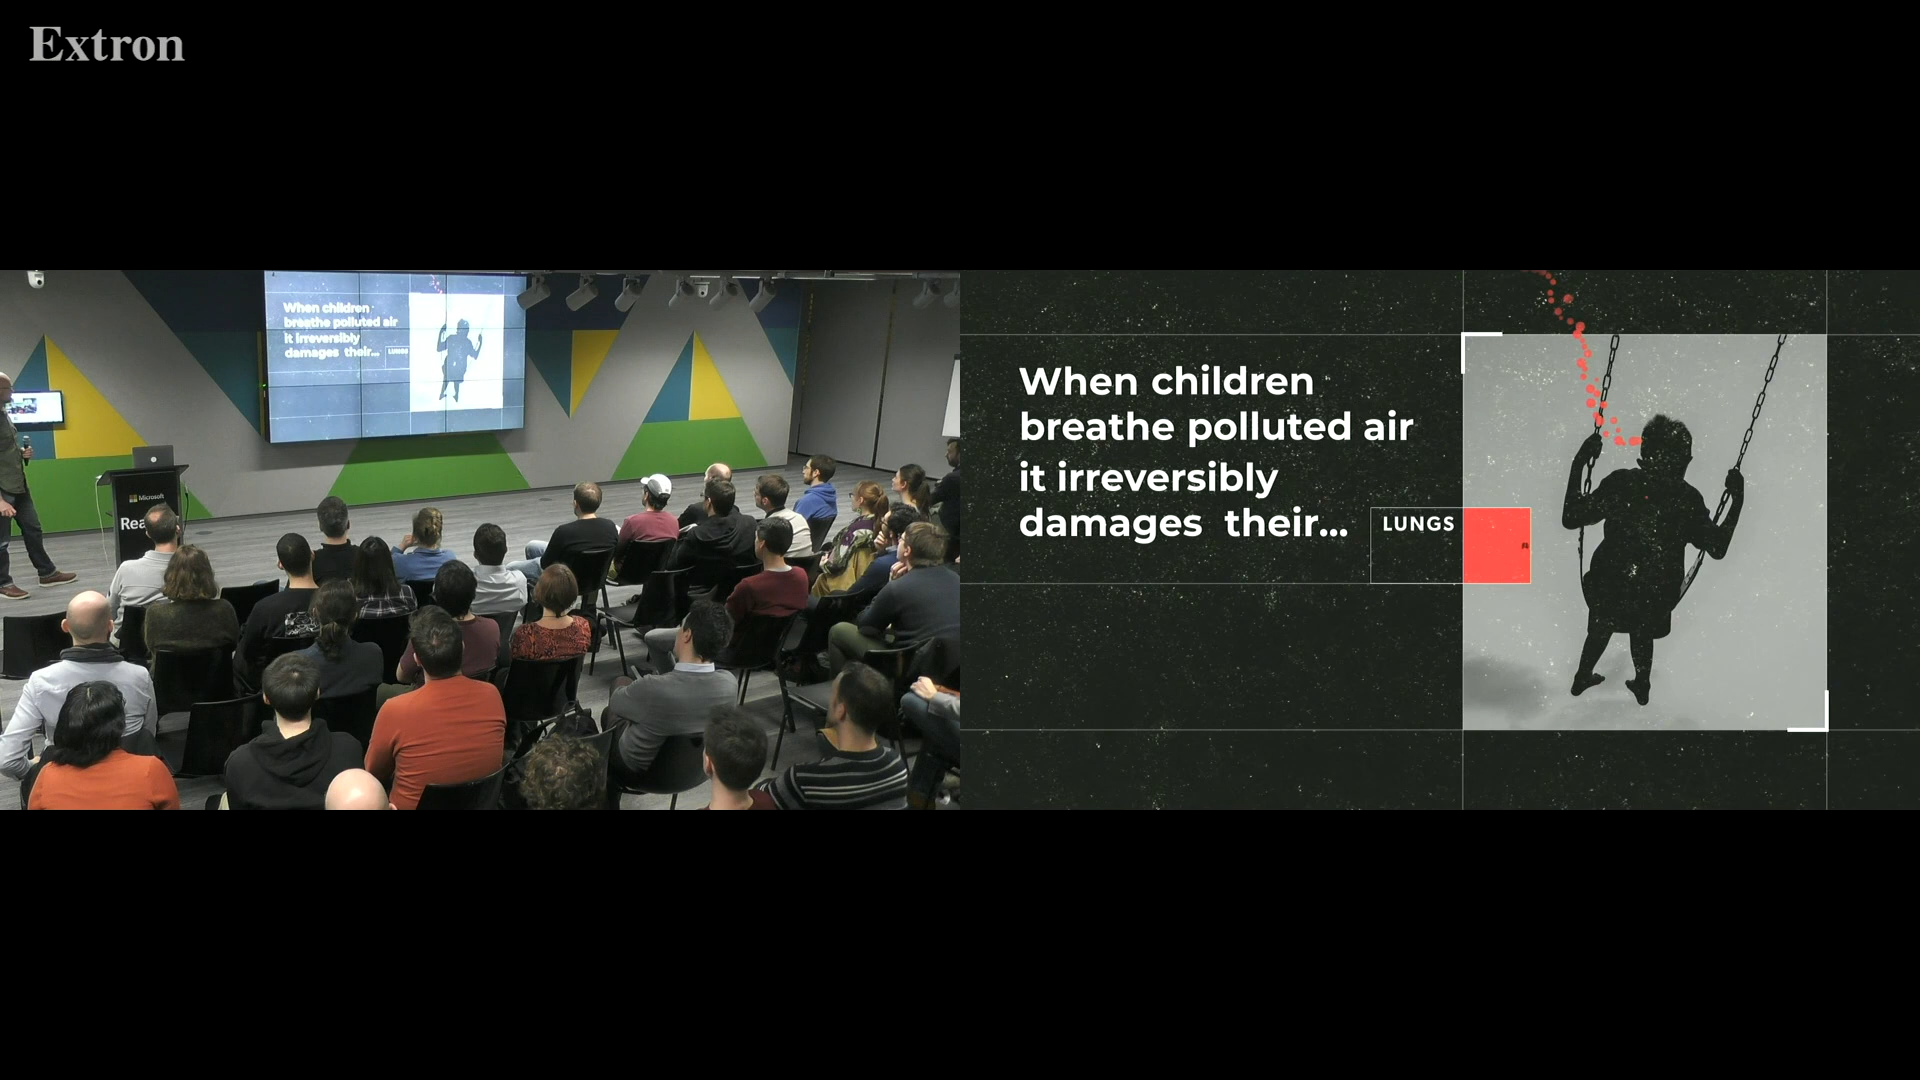 Extron
When children
breathe polluted air
it irreversibly
damages their...
LUNGS
Microsoft
Rea
When children
breathe polluted air
it irreversibly
damages their...
LUNGS